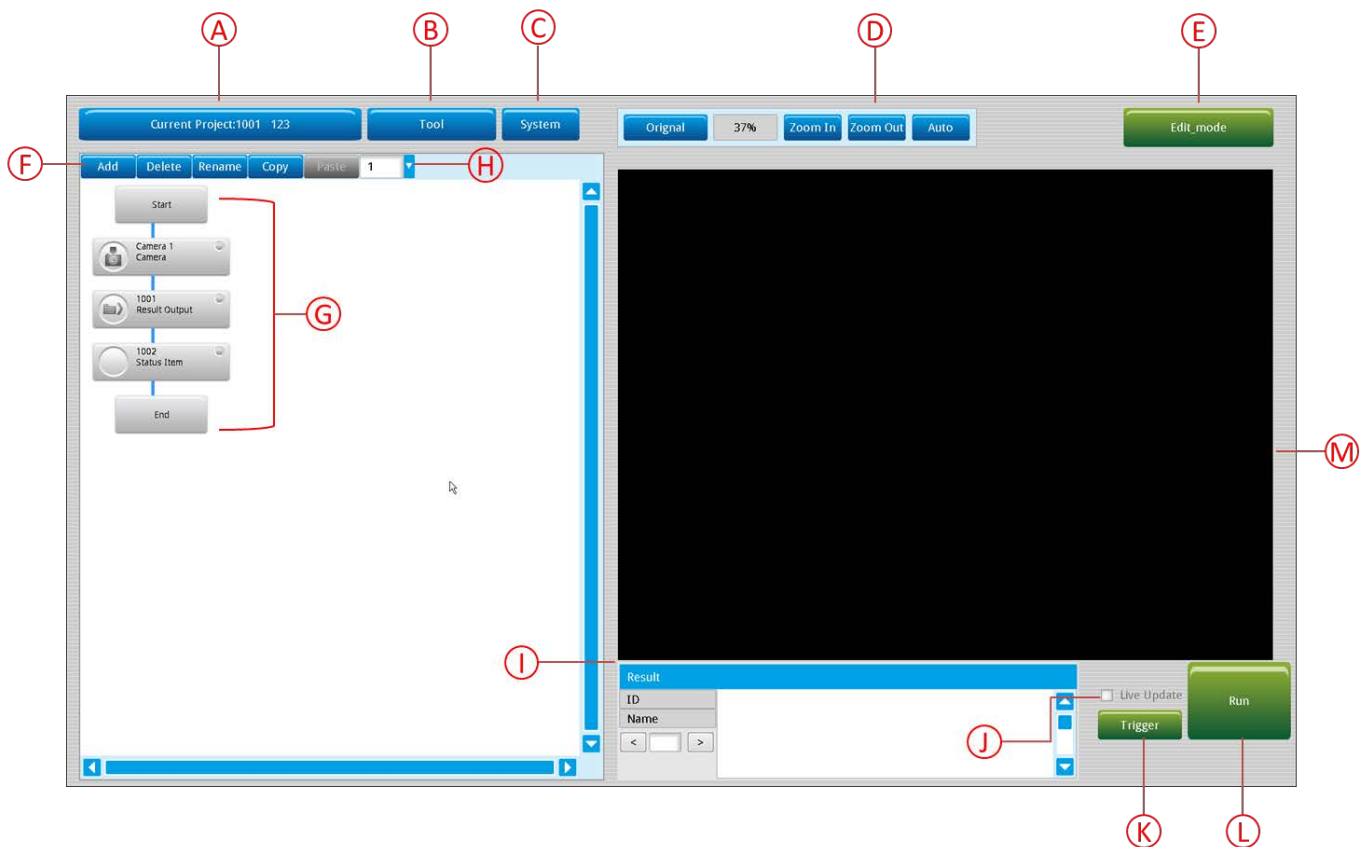 A
B
C
D
E
Current Project:1001 123
Tool
System
Orignal
37%
Zoom In
Zoom Out
Auto
Edit_mode
F
Add
Delete
Rename
Copy
Paste
1
H
Start
Camera 1
Camera
1001
Result Output
G
1002
Status Item
End
M
I
Result
ID
Name
<
>
J
Live Update
Trigger
Run
K
L